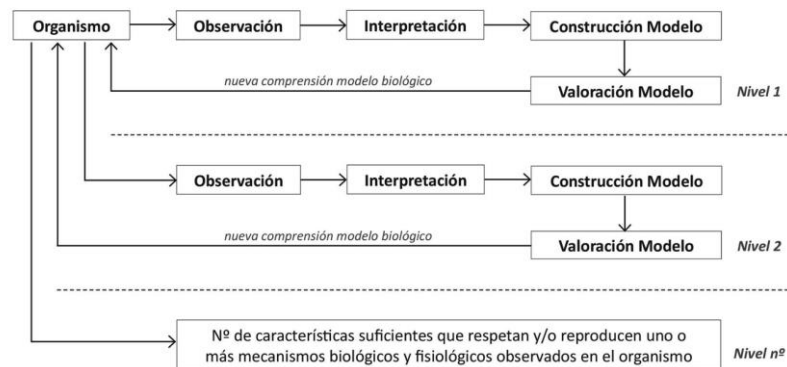 Organismo
Observación
Interpretación
Construcción Modelo
nueva comprensión modelo biológico
Valoración Modelo
Nivel 1
Observación
Interpretación
Construcción Modelo
nueva comprensión modelo biológico
Valoración Modelo
Nivel 2
Nº de características suficientes que respetan y/o reproducen uno o
más mecanismos biológicos y fisiológicos observados en el organismo
Nivel nº